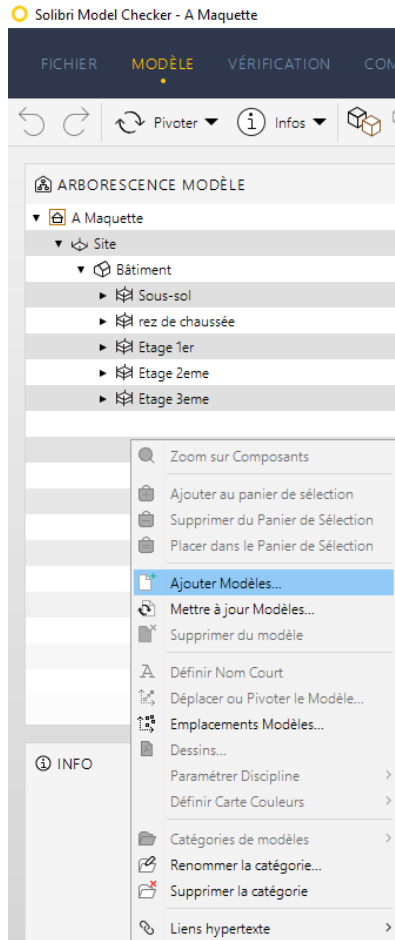 Solibri Model Checker - A Maquette
FICHIER MODÈLE VÉRIFICATION COM
Pivoter Infos
ARBORESCENCE MODÈLE
A Maquette
Site
Bâtiment
Sous-sol
rez de chaussée
Etage 1er
Etage 2eme
Etage 3eme
Zoom sur Composants
Ajouter au panier de sélection
Supprimer du Panier de Sélection
Placer dans le Panier de Sélection
Ajouter Modèles...
Mettre à jour Modèles...
Supprimer du modèle
Définir Nom Court
Déplacer ou Pivoter le Modèle...
Emplacements Modèles...
Dessins...
INFO
Paramétrer Discipline
Définir Carte Couleurs
Catégories de modèles
Renommer la catégorie...
Supprimer la catégorie
Liens hypertexte